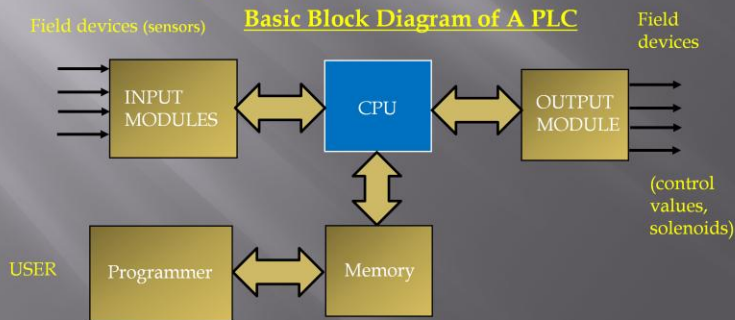 Basic Block Diagram of A PLC
Field devices (sensors)
Field
devices
INPUT
MODULES
CPU
OUTPUT
MODULE
(control
values,
solenoids)
USER
Programmer
Memory